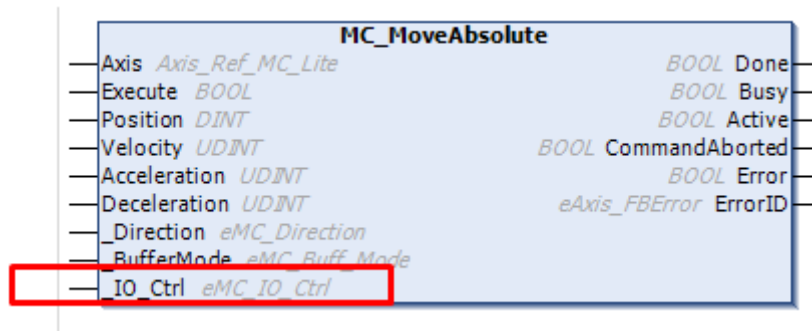 MC_MoveAbsolute
Axis Axis_Ref_MC_Lite BOOL Done
Execute BOOL BOOL Busy
Position DINT BOOL Active
Velocity UDINT BOOL CommandAborted
Acceleration UDINT BOOL Error
Deceleration UDINT eAxis_FBError ErrorID
_Direction eMC_Direction
_BufferMode eMC_Buff_Mode
_IO_Ctrl eMC_IO_Ctrl